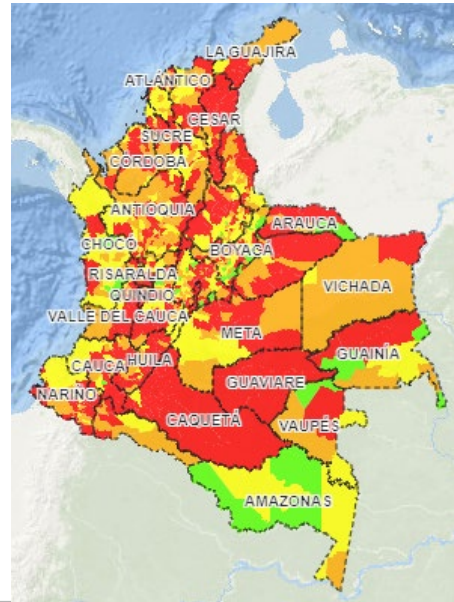 LA GUAJIRA
ATLÁNTICO
CESAR
SUCRE
CÓRDOBA
ANTIOQUIA
ARAUCA
CHOCÓ
BOYACÁ
RISARALDA
VICHADA
QUINDIO
VALLE DEL CAUCA
META
GUAINÍA
CAUCA
HUILA
GUAVIARE
NARIÑO
CAQUETÁ
VAUPÉS
AMAZONAS